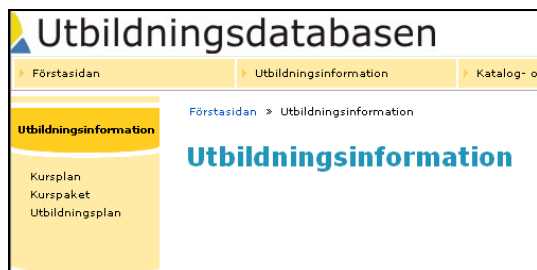 Utbildningsdatabasen
Förstasidan Utbildningsinformation Katalog-
Förstasidan » Utbildningsinformation
Utbildningsinformation
Utbildningsinformation
Kursplan
Kurspaket
Utbildningsplan